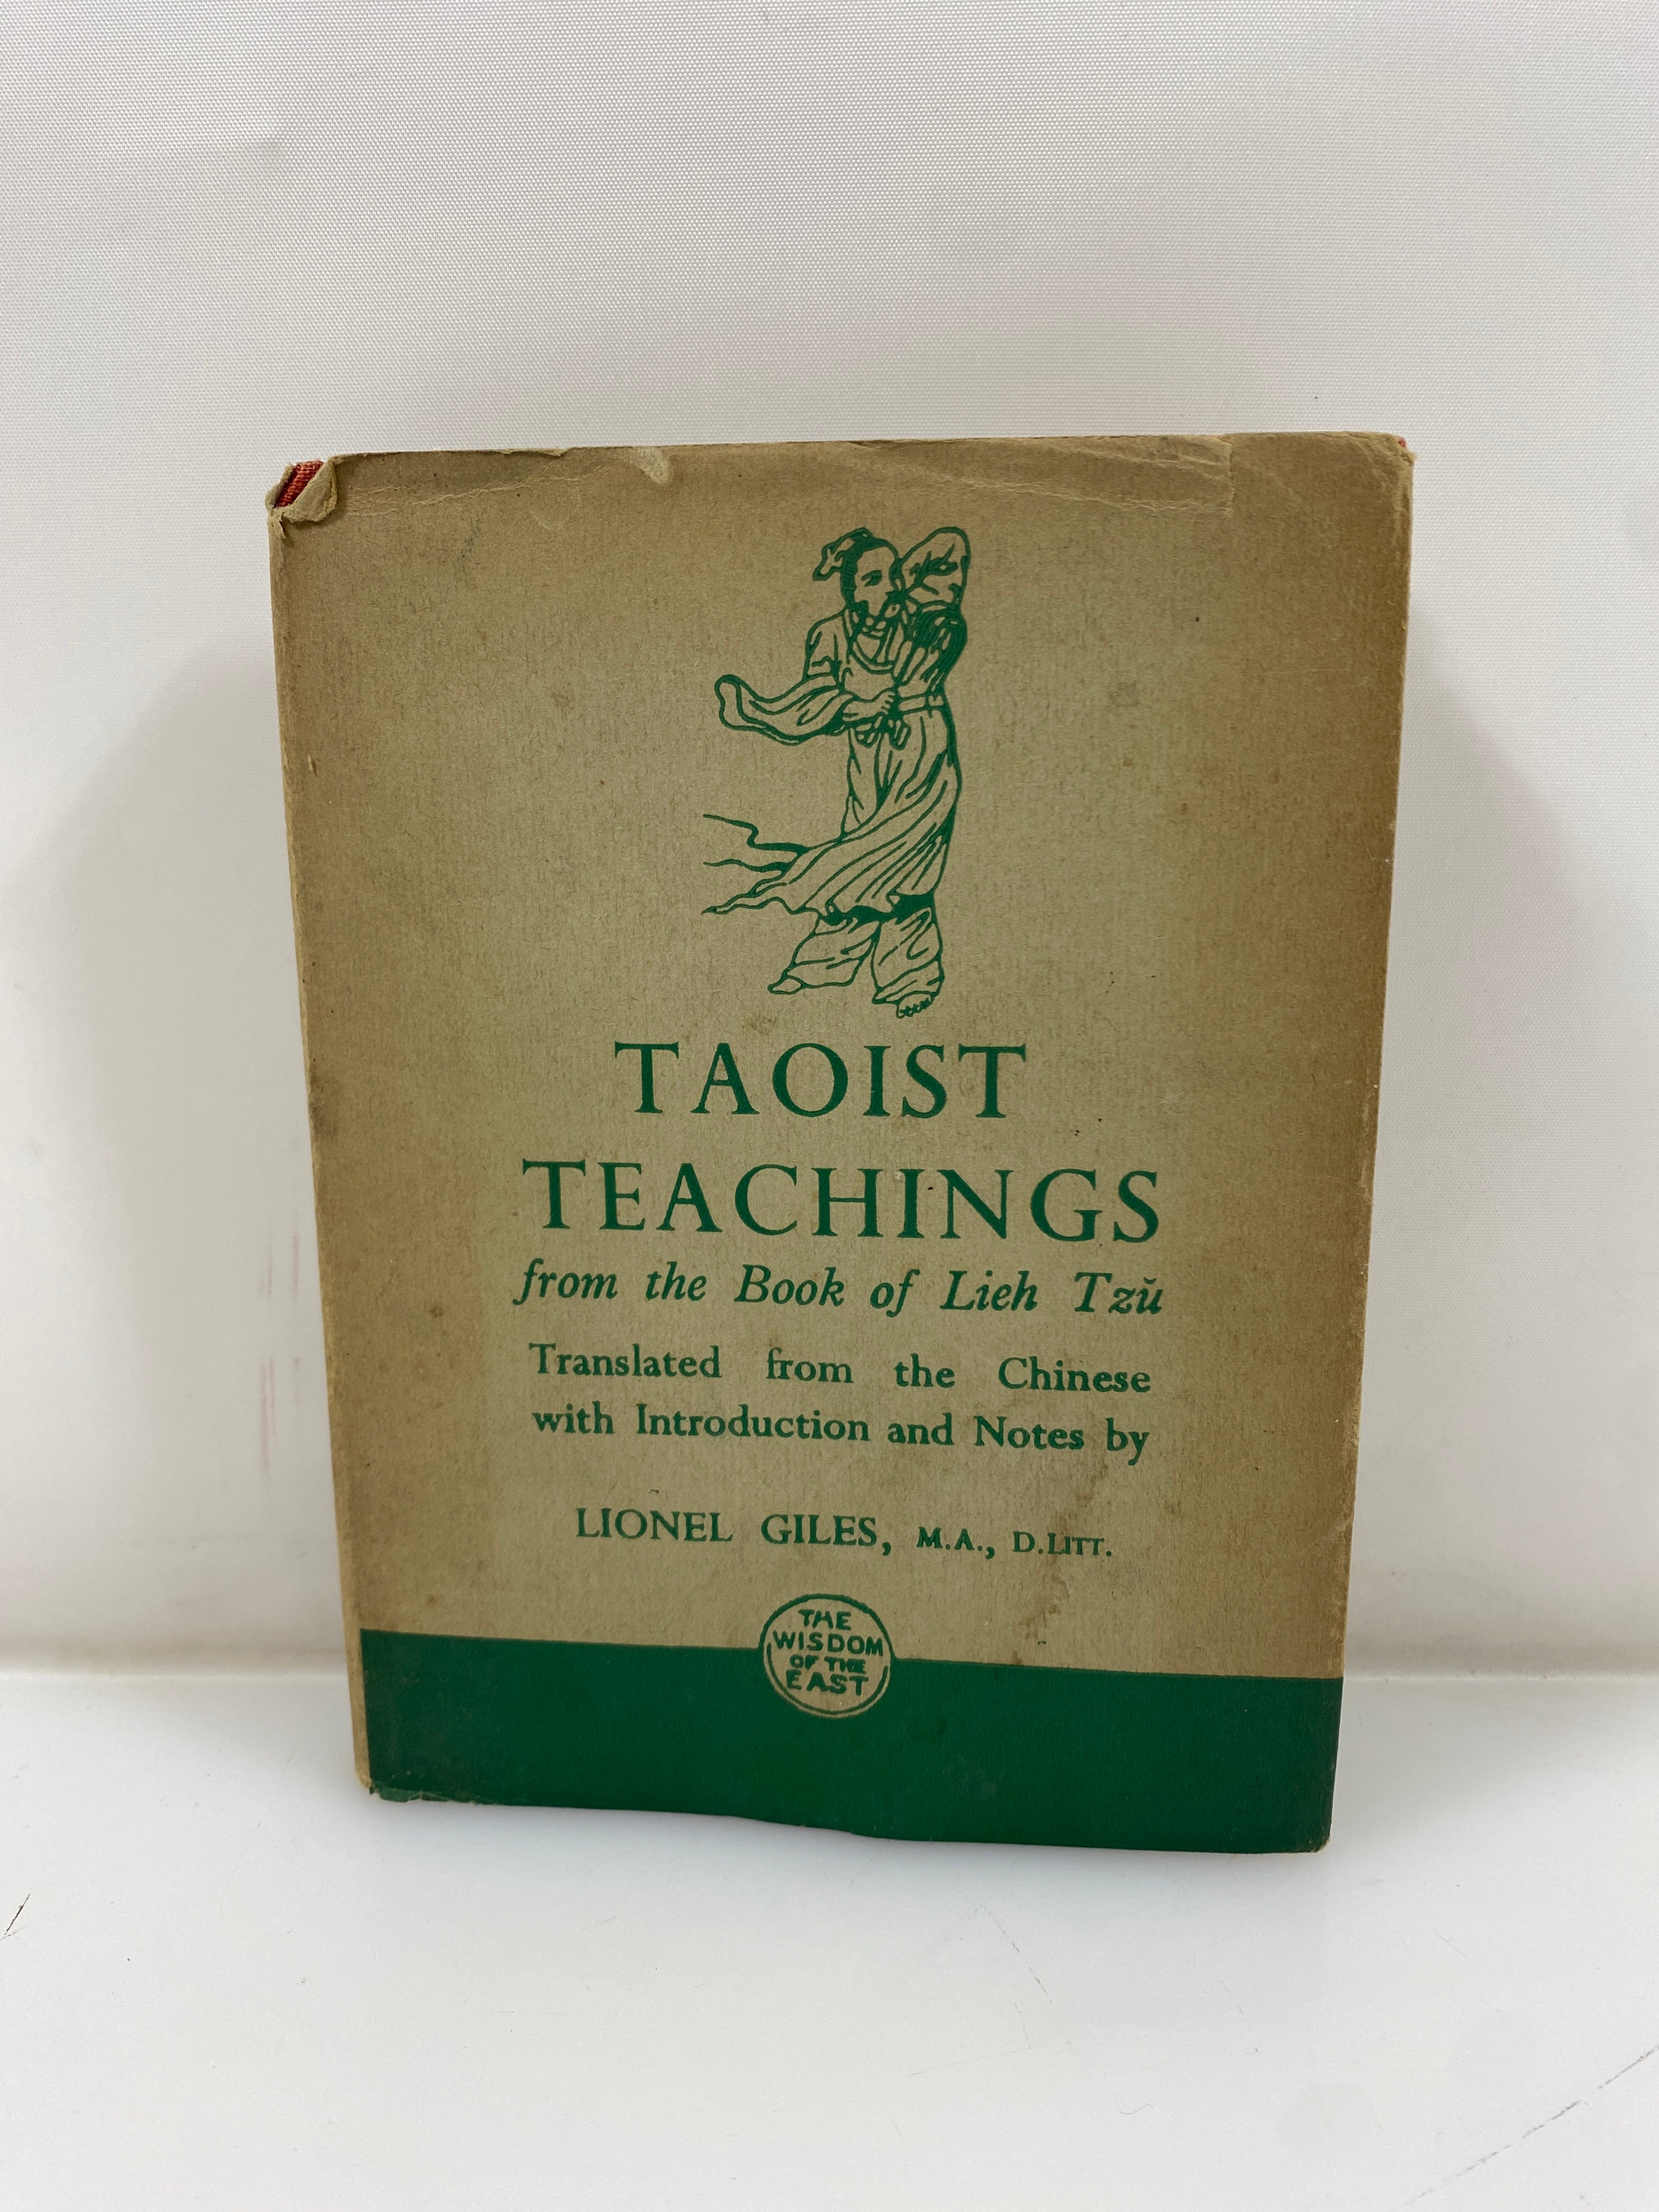 TAOIST
TEACHINGS
from the Book of Lieh Tzŭ
Translated from the Chinese
with Introduction and Notes by
LIONEL GILES, M.A., D.LITT.
THE
WISDOM
OF THE
EAST